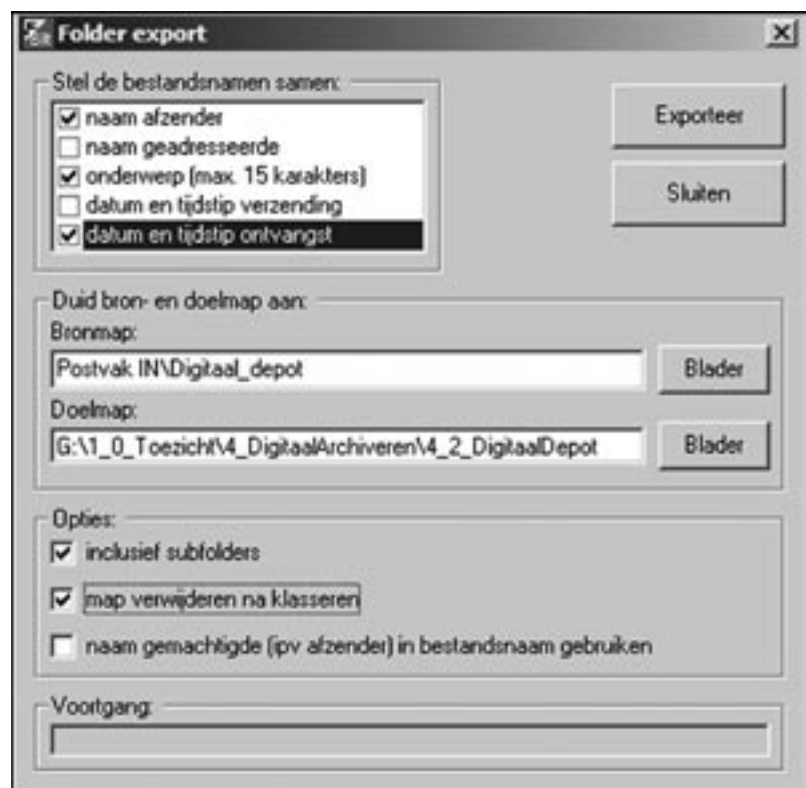 Folder export
Stel de bestandsnamen samen:
naam afzender
naam geadresseerde
onderwerp (max. 15 karakters)
datum en tijdstip verzending
datum en tijdstip ontvangst
Exporteer
Sluiten
Duid bron- en doelmap aan:
Bronmap:
Postvak IN\Digitaal_depot
Blader
Doelmap:
G:\1_0_Toezicht\4_DigitaalArchiveren\4_2_DigitaalDepot
Blader
Opties:
inclusief subfolders
map verwijderen na klasseren
naam gemachtigde (ipv afzender) in bestandsnaam gebruiken
Voortgang: